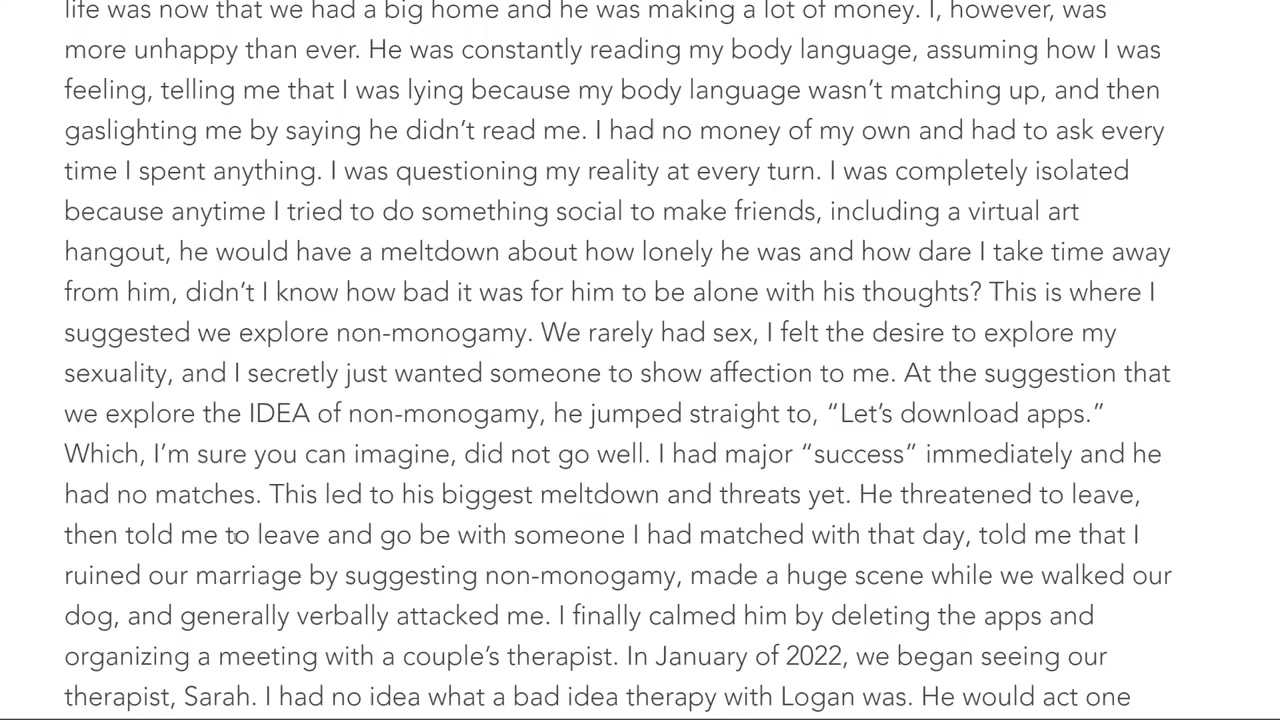 life was now that we had a big home and he was making a lot of money. I, however, was
more unhappy than ever. He was constantly reading my body language, assuming how I was
feeling, telling me that I was lying because my body language wasn’t matching up, and then
gaslighting me by saying he didn’t read me. I had no money of my own and had to ask every
time I spent anything. I was questioning my reality at every turn. I was completely isolated
because anytime I tried to do something social to make friends, including a virtual art
hangout, he would have a meltdown about how lonely he was and how dare I take time away
from him, didn’t I know how bad it was for him to be alone with his thoughts? This is where I
suggested we explore non-monogamy. We rarely had sex, I felt the desire to explore my
sexuality, and I secretly just wanted someone to show affection to me. At the suggestion that
we explore the IDEA of non-monogamy, he jumped straight to, “Let’s download apps.”
Which, I’m sure you can imagine, did not go well. I had major “success” immediately and he
had no matches. This led to his biggest meltdown and threats yet. He threatened to leave,
then told me to leave and go be with someone I had matched with that day, told me that I
ruined our marriage by suggesting non-monogamy, made a huge scene while we walked our
dog, and generally verbally attacked me. I finally calmed him by deleting the apps and
organizing a meeting with a couple’s therapist. In January of 2022, we began seeing our
therapist, Sarah. I had no idea what a bad idea therapy with Logan was. He would act one